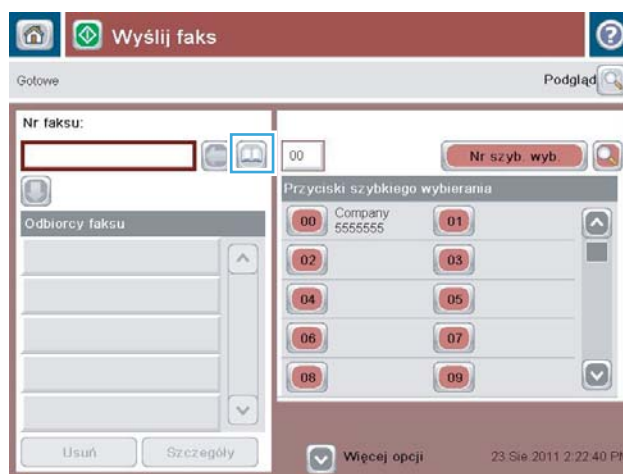 Wyślij faks
Gotowe
Podgląd
Nr faksu:
00
Nr szyb. wyb.
Przyciski szybkiego wybierania
Odbiorcy faksu
00 Company 01
5555555
02 03
04 05
06 07
08 09
Usuń Szczegóły
Więcej opcji
23 Sie 2011 2:22:40 PM